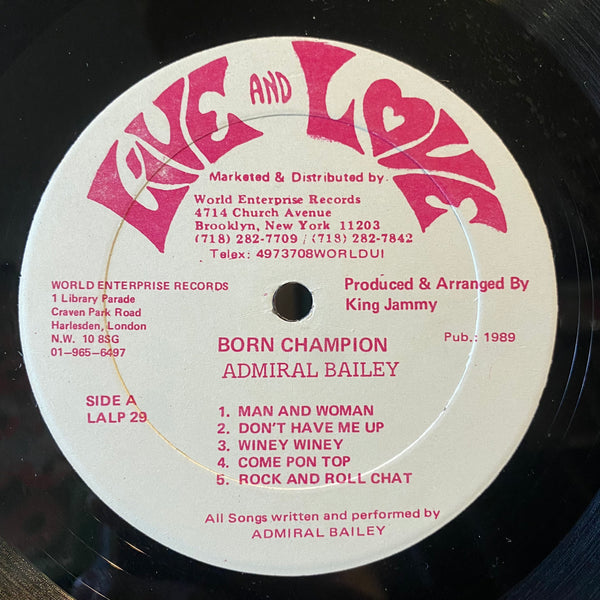 LIVE AND LOVE
Marketed & Distributed by.
World Enterprise Records
4714 Church Avenue
Brooklyn, New York 11203
(718) 282-7709 / (718) 282-7842
Telex: 4973708WORLDUI
WORLD ENTERPRISE RECORDS
1 Library Parade
Craven Park Road
Harlesden, London
N.W. 10 8SG
01-965-6497
Produced & Arranged By
King Jammy
Pub.: 1989
BORN CHAMPION
ADMIRAL BAILEY
SIDE A
LALP 29
1. MAN AND WOMAN
2. DON'T HAVE ME UP
3. WINEY WINEY
4. COME PON TOP
5. ROCK AND ROLL CHAT
All Songs written and performed by
ADMIRAL BAILEY